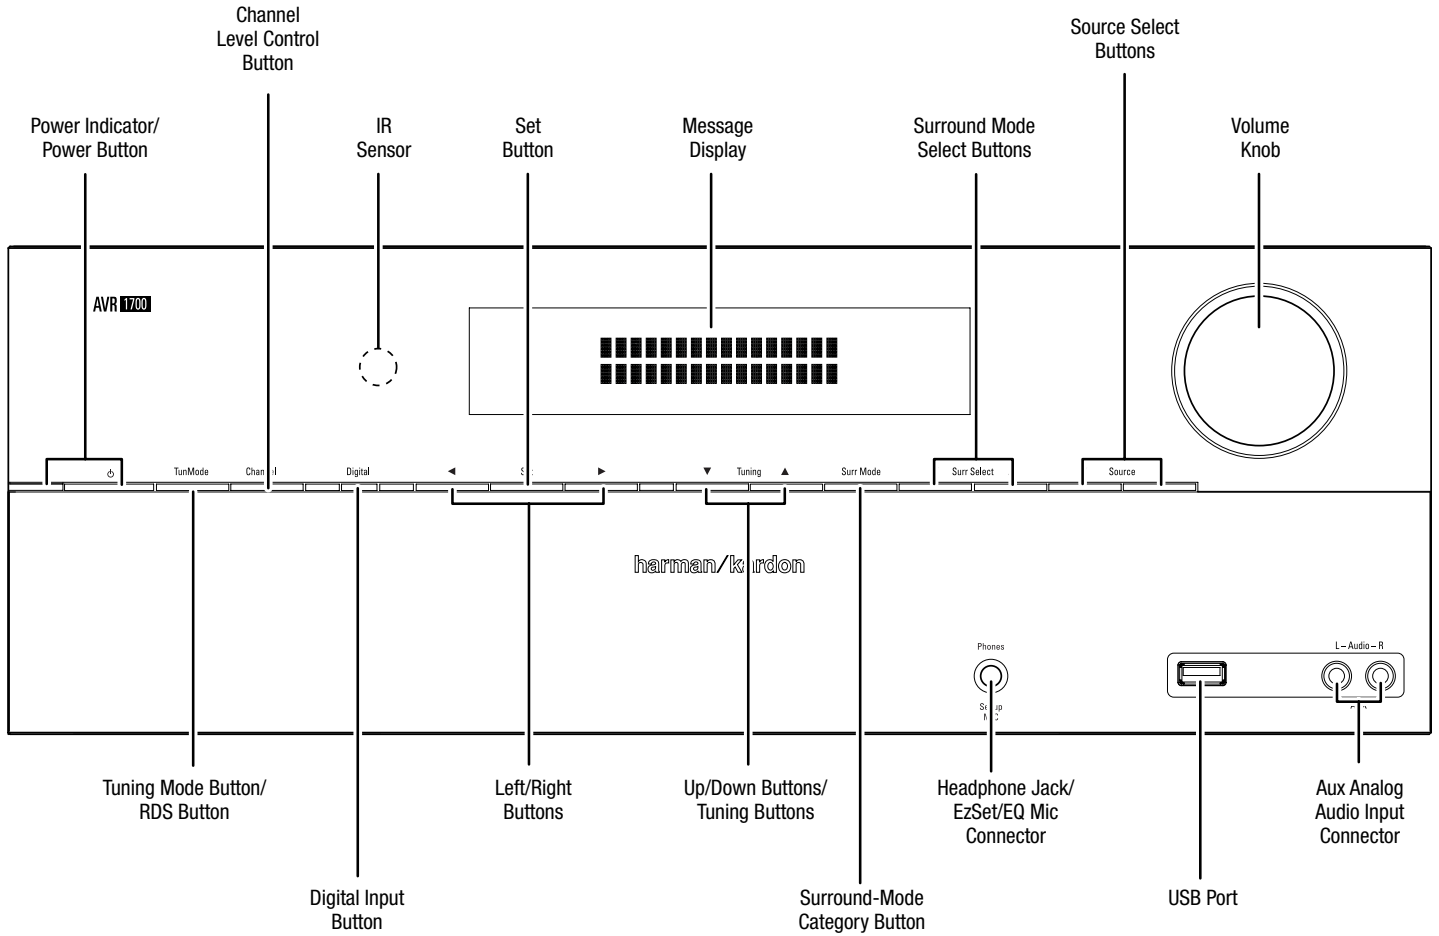 Channel
Level Control
Button
Source Select
Buttons
Power Indicator/
Power Button
IR
Sensor
Set
Button
Message
Display
Surround Mode
Select Buttons
Volume
Knob
AVR 1700
TunMode
Channel
Digital
Tuning
Surr Mode
Surr Select
Source
harman/kardon
Phones
Setup
MIC
L – Audio – R
Tuning Mode Button/
RDS Button
Left/Right
Buttons
Up/Down Buttons/
Tuning Buttons
Headphone Jack/
EzSet/EQ Mic
Connector
Aux Analog
Audio Input
Connector
Digital Input
Button
Surround-Mode
Category Button
USB Port